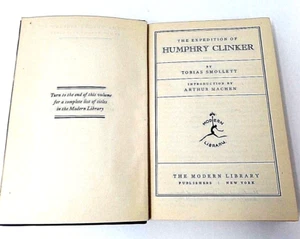 Turn to the end of this volume
for a complete list of titles
in the Modern Library
THE EXPEDITION OF
HUMPHRY CLINKER
BY
TOBIAS SMOLLETT
INTRODUCTION BY
ARTHUR MACHEN
MODERN
LIBRARY
THE MODERN LIBRARY
PUBLISHERS : NEW YORK